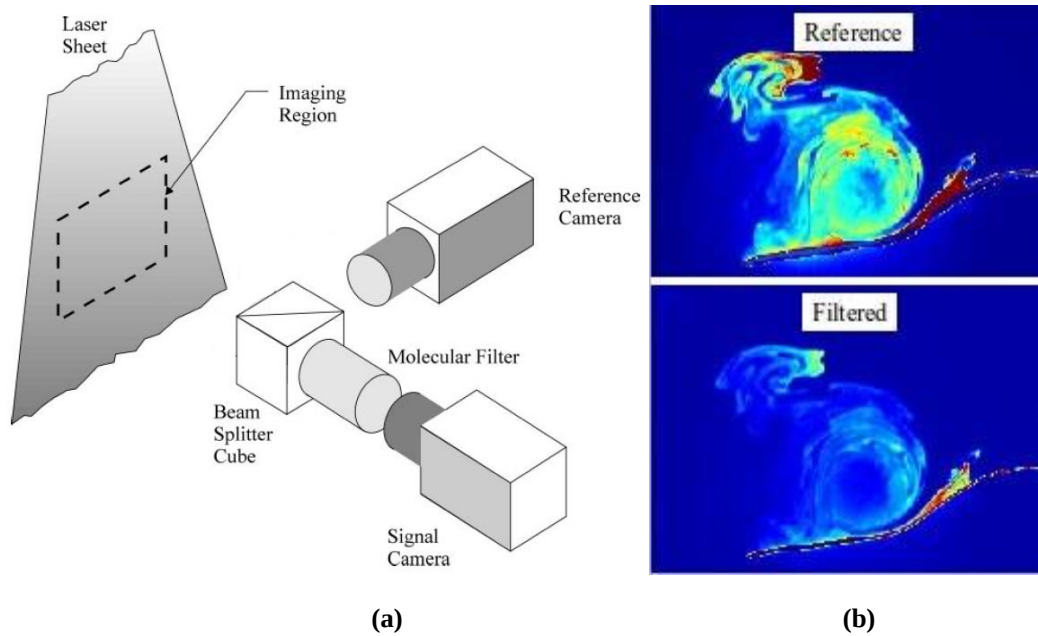 Laser
Sheet
Imaging
Region
Reference
Camera
Molecular Filter
Beam
Splitter
Cube
Signal
Camera
(a)
Reference
Filtered
(b)